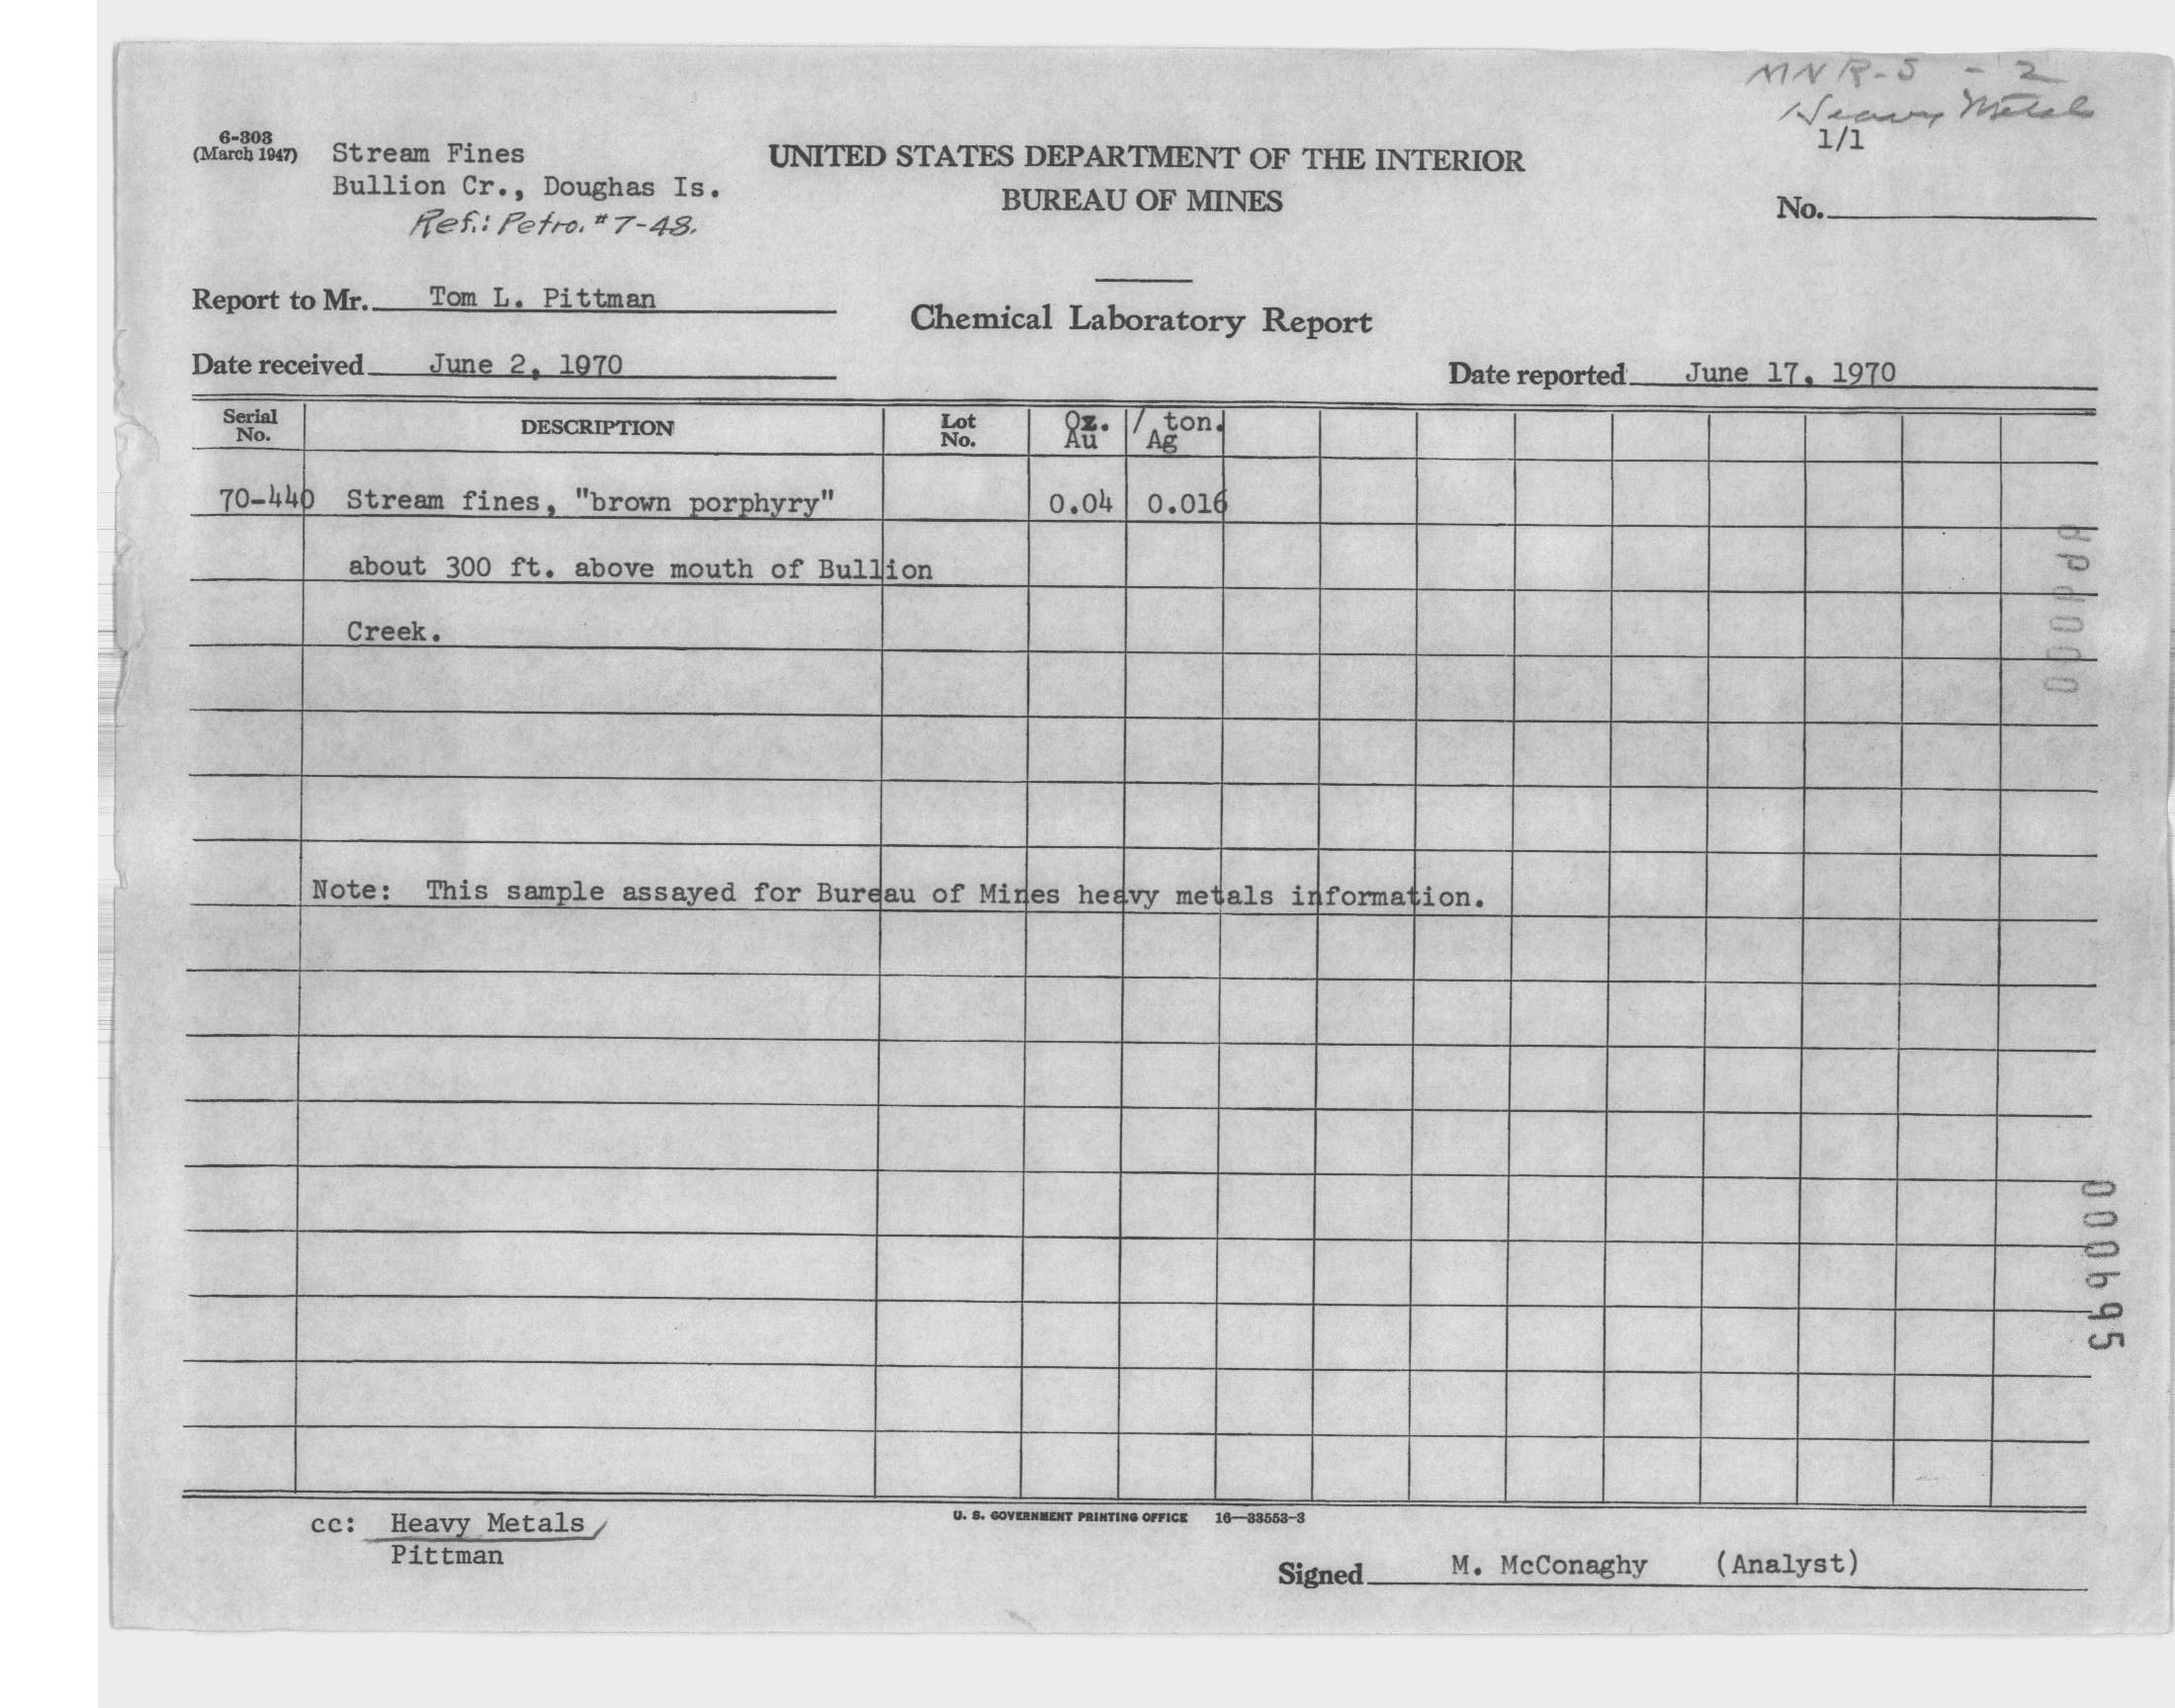 MNR-5 - 2
Heavy Metals
1/1
6-303
(March 1947)
Stream Fines
Bullion Cr., Doughas Is.
Ref.: Petro. #7-48.
UNITED STATES DEPARTMENT OF THE INTERIOR
BUREAU OF MINES
No.
Report to Mr. Tom L. Pittman
Chemical Laboratory Report
Date received June 2, 1970
Date reported June 17, 1970
Serial No. DESCRIPTION Lot No. Oz. / ton.
Au Ag
70-440 Stream fines, "brown porphyry" 0.04 0.016
about 300 ft. above mouth of Bullion
Creek.
Note: This sample assayed for Bureau of Mines heavy metals information.
000695
cc: Heavy Metals
Pittman
U. S. GOVERNMENT PRINTING OFFICE 16—33553-3
Signed M. McConaghy (Analyst)